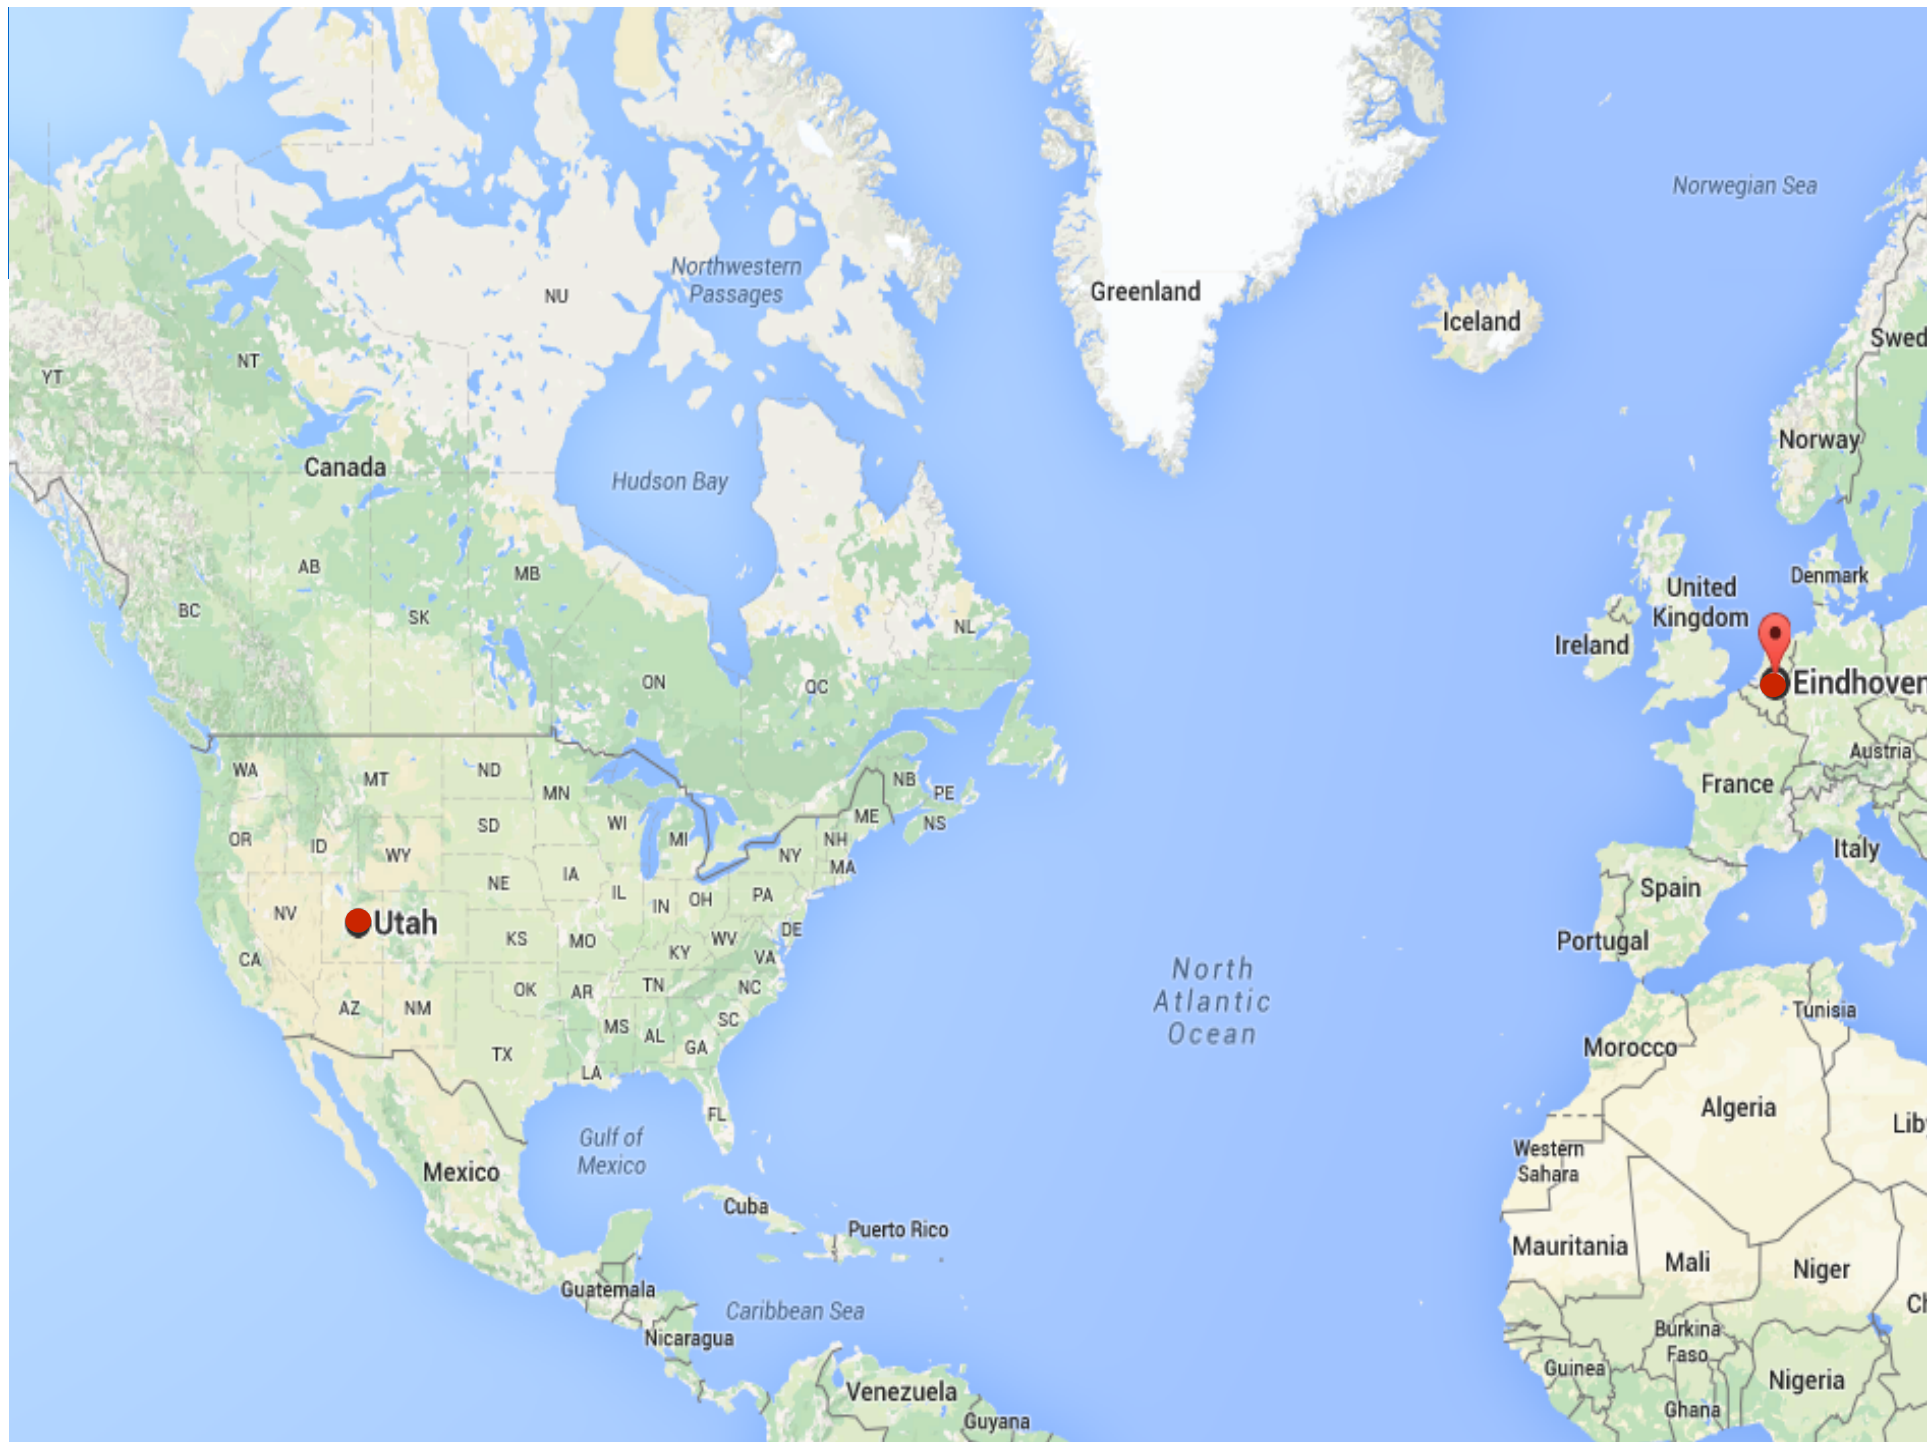 Norwegian Sea
Northwestern
Passages
NU
Greenland
Iceland
Swed
NT
YT
Norway
Canada
Hudson Bay
AB
MB
Denmark
BC
SK
United
Kingdom
NL
Ireland
ON
QC
Eindhoven
WA
MT
ND
NB
Austria
MN
PE
France
ME
SD
WI
NS
OR
MI
NH
ID
WY
NY
Italy
MA
NE
IA
Spain
IL
PA
OH
IN
NV
Utah
DE
KS
MO
WV
Portugal
KY
CA
VA
North
Atlantic
Ocean
TN
OK
AR
NC
AZ
NM
Tunisia
SC
MS
AL
GA
Morocco
TX
LA
Algeria
FL
Lib
Gulf of
Mexico
Western
Sahara
Mexico
Cuba
Puerto Rico
Mauritania
Mali
Niger
Guatemala
Ch
Caribbean Sea
Burkina
Faso
Nicaragua
Guinea
Nigeria
Venezuela
Ghana
Guyana